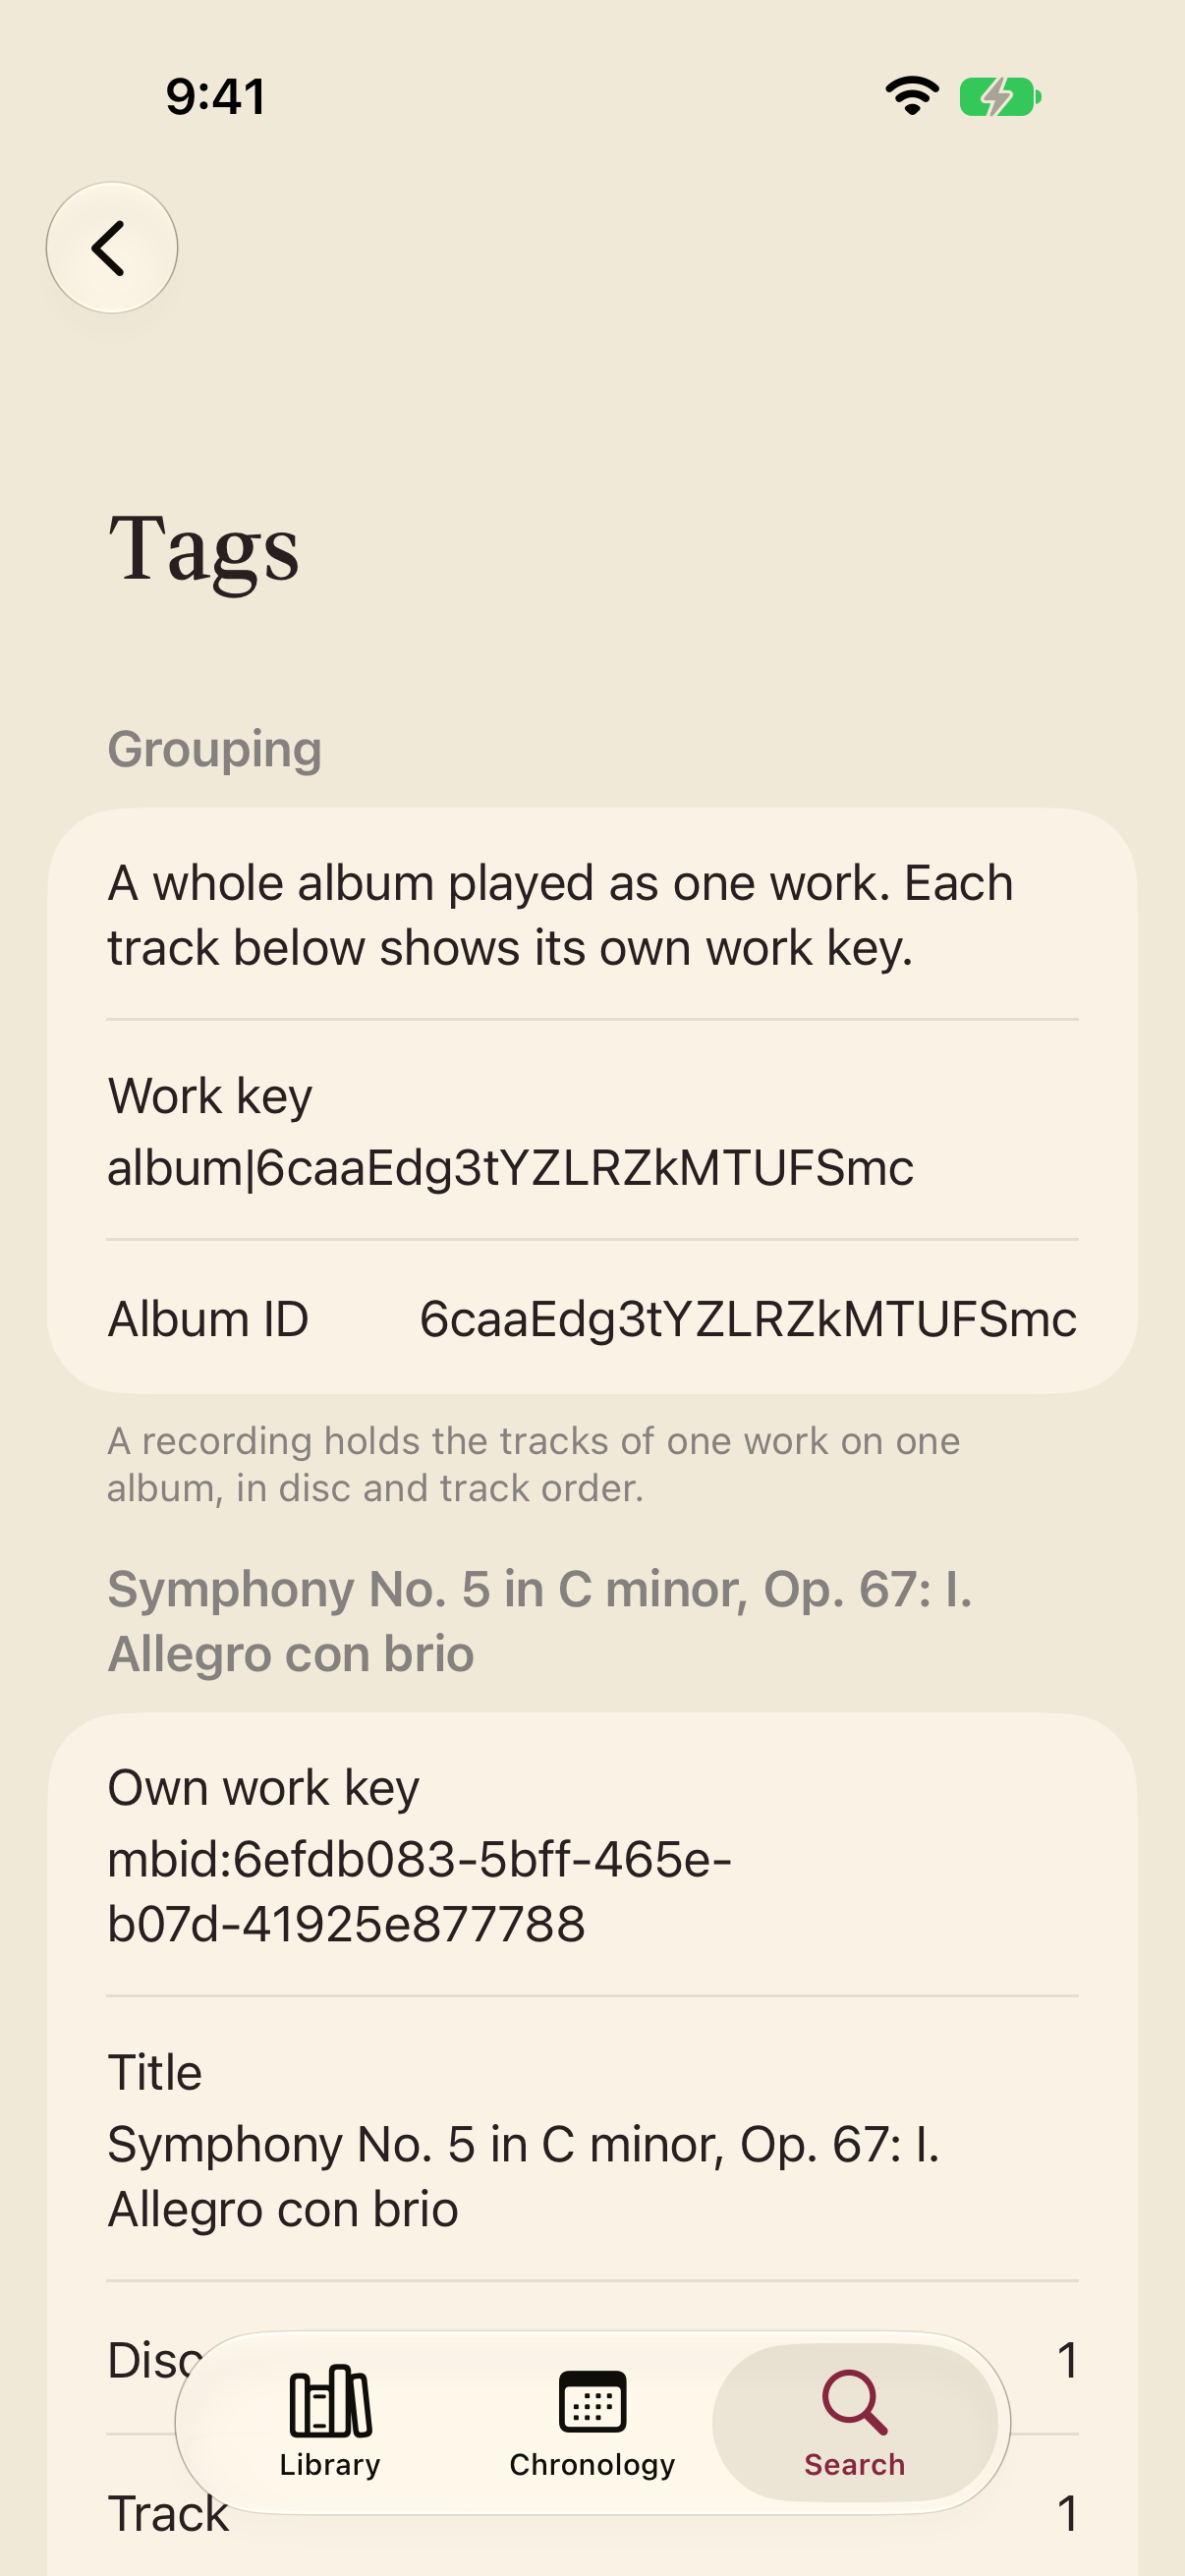 9:41
Tags
Grouping
A whole album played as one work. Each
track below shows its own work key.
Work key
album|6caaEdg3tYZLRZkMTUFSmc
Album ID 6caaEdg3tYZLRZkMTUFSmc
A recording holds the tracks of one work on one
album, in disc and track order.
Symphony No. 5 in C minor, Op. 67: I.
Allegro con brio
Own work key
mbid:6efdb083-5bff-465e-
b07d-41925e877788
Title
Symphony No. 5 in C minor, Op. 67: I.
Allegro con brio
Disc 1
Library Chronology Search
Track 1